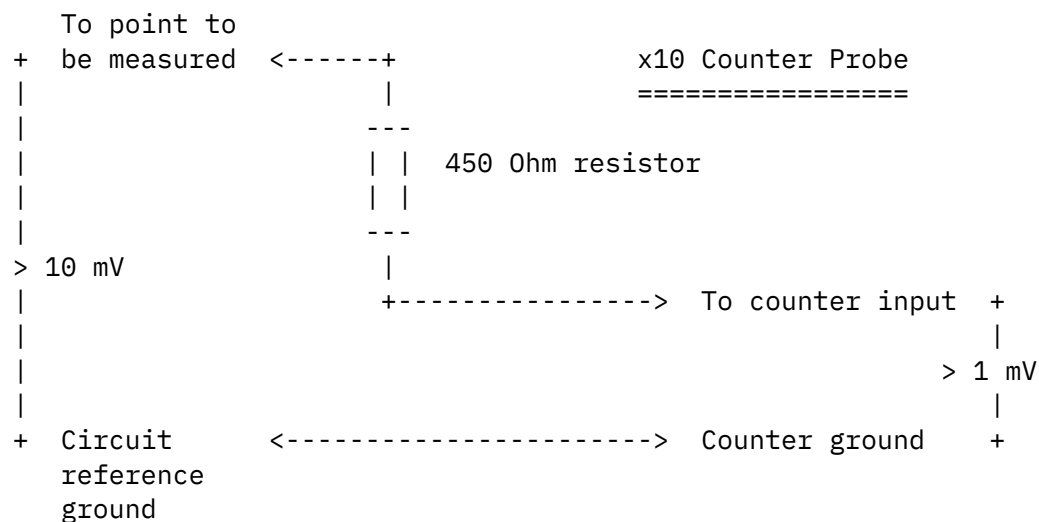 To point to
be measured <------+ x10 Counter Probe
=================
450 Ohm resistor
> 10 mV
+----------------> To counter input +
> 1 mV
+ Circuit <-----------------------> Counter ground +
reference
ground